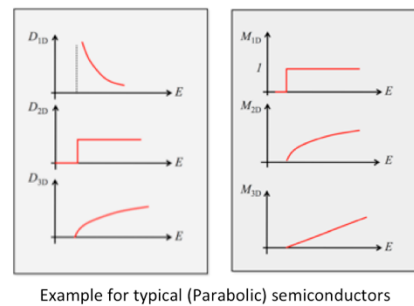 D1D
E
D2D
E
D3D
E
M1D
1
E
M2D
E
M3D
E
Example for typical (Parabolic) semiconductors